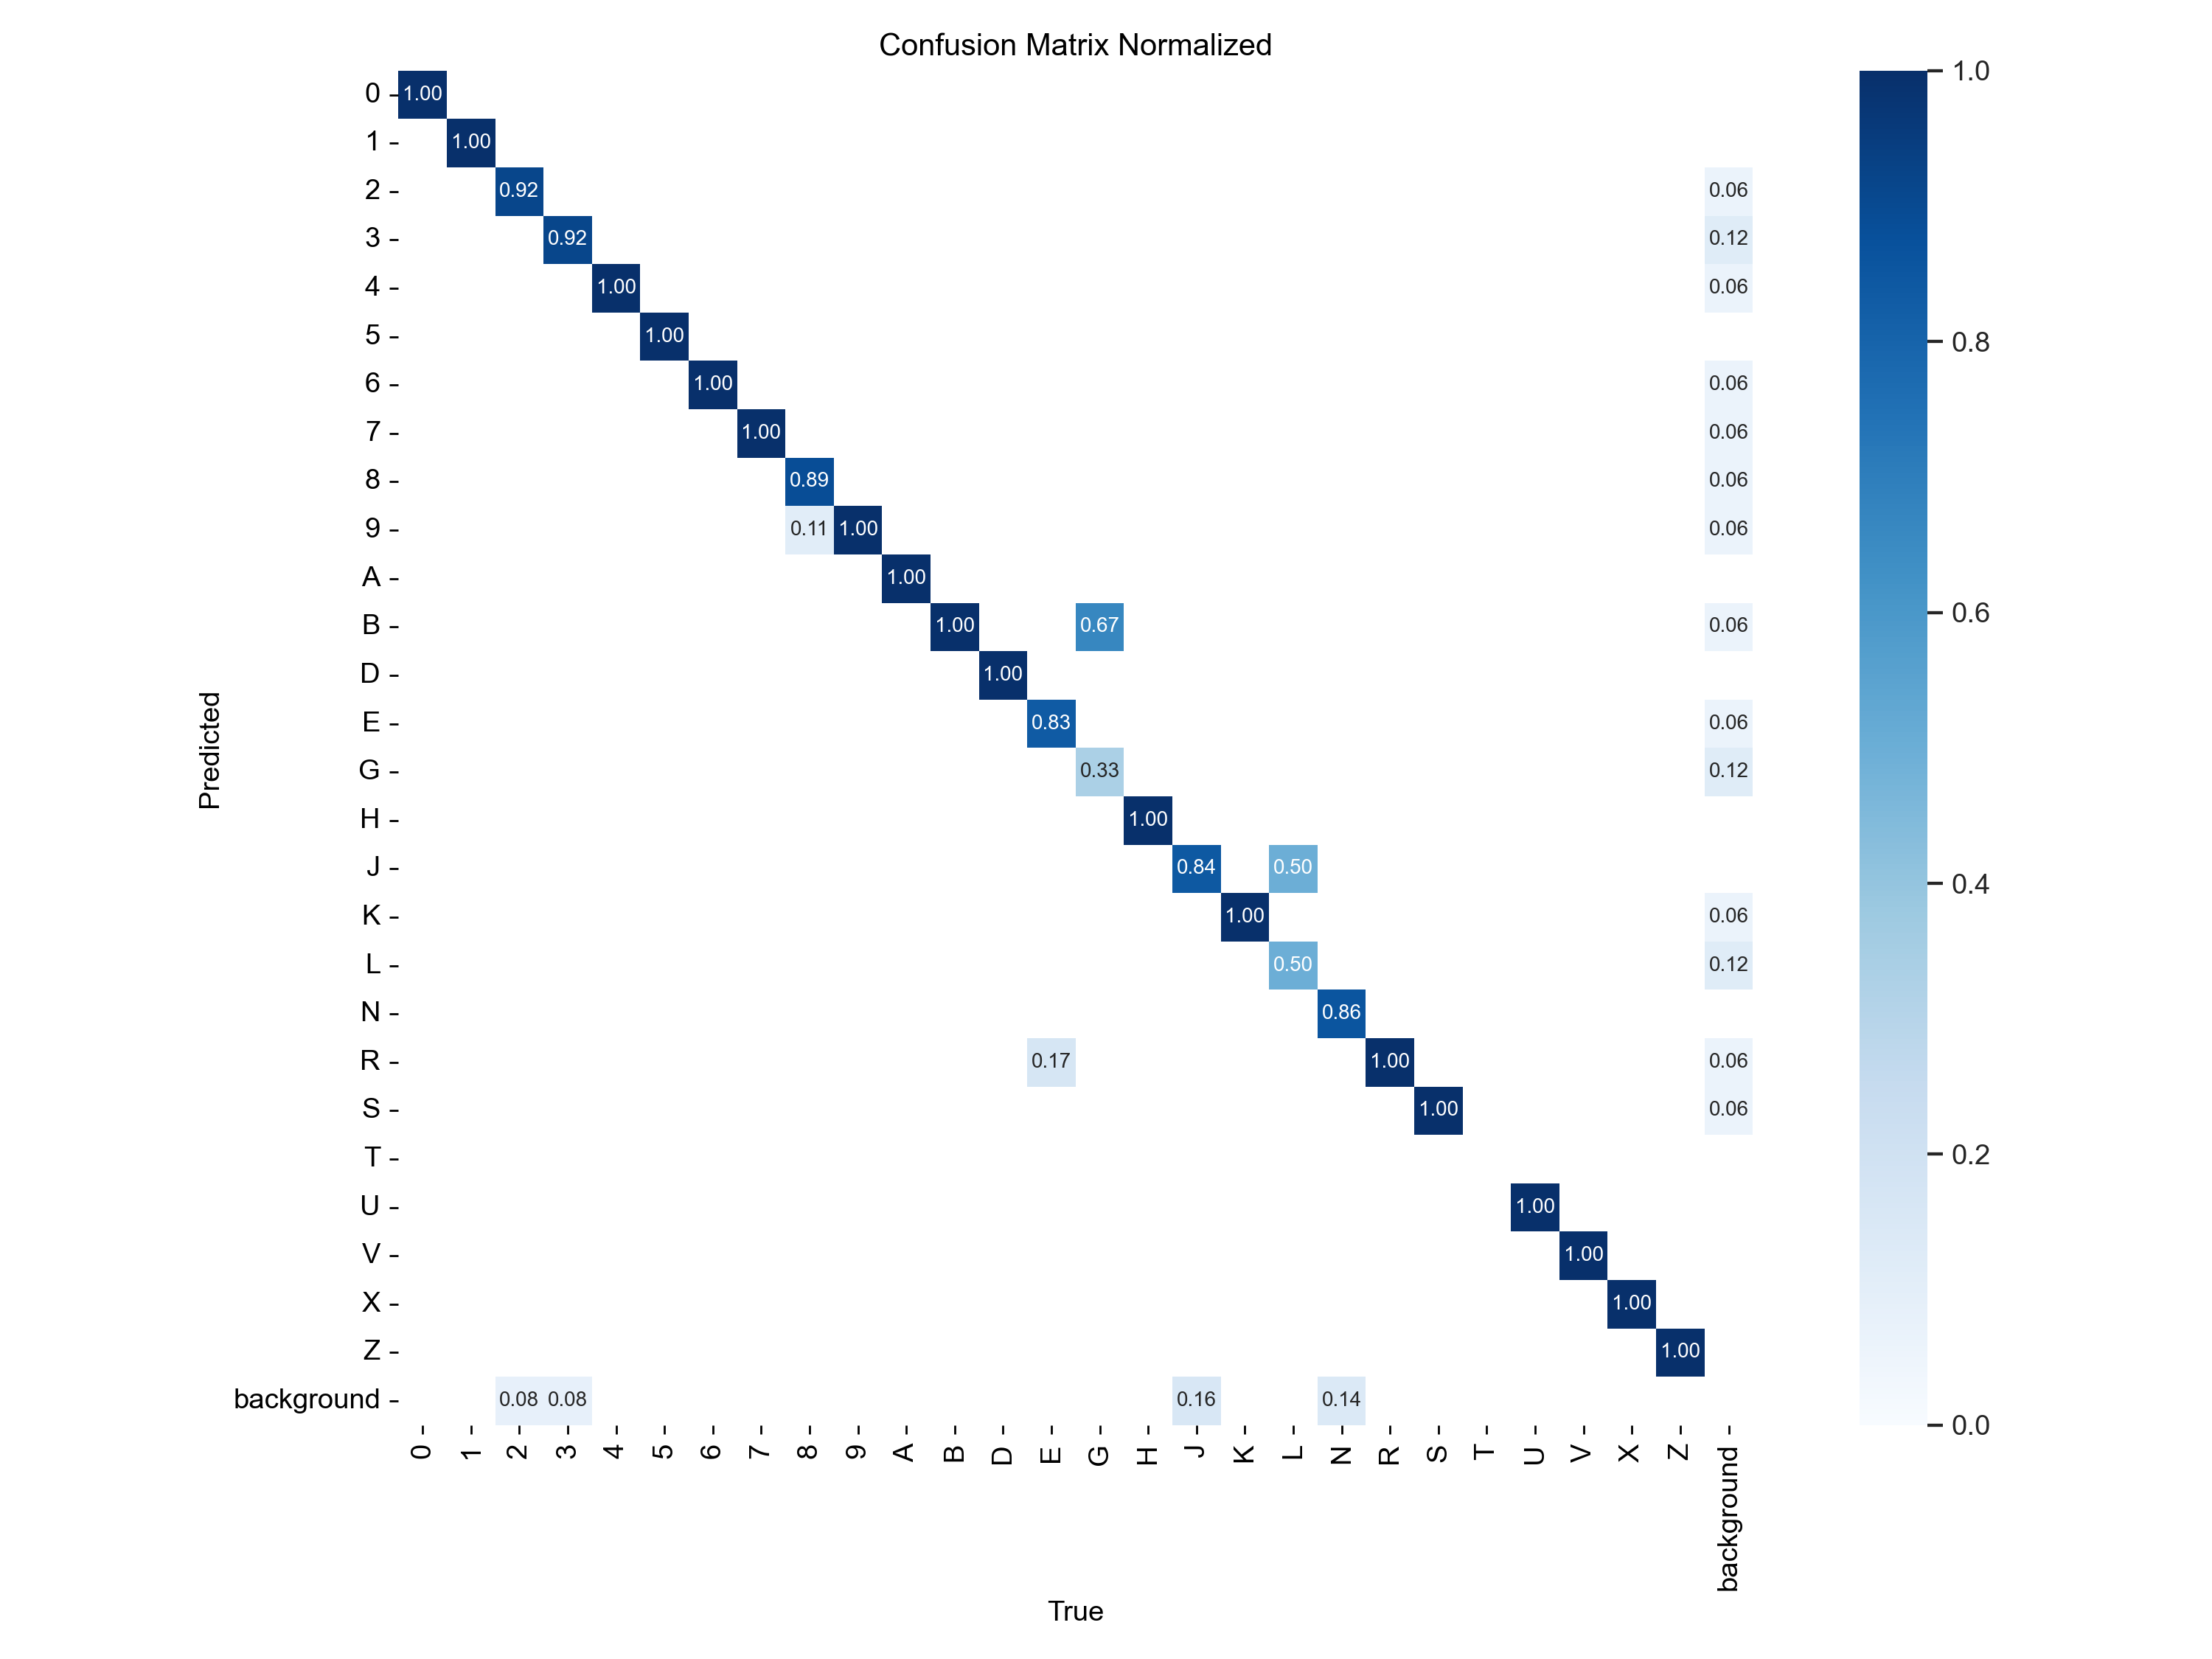 Confusion Matrix Normalized
0 1.00 1.0
1 1.00
2 0.92 0.06
3 0.92 0.12
4 1.00 0.06
5 1.00 0.8
6 1.00 0.06
7 1.00 0.06
8 0.89 0.06
9 0.11 1.00 0.06
A 1.00
B 1.00 0.67 0.06 0.6
D 1.00
E 0.83 0.06
G 0.33 0.12
H 1.00
J 0.84 0.50
K 1.00 0.06 0.4
L 0.50 0.12
N 0.86
R 0.17 1.00 0.06
S 1.00 0.06
T 0.2
U 1.00
V 1.00
X 1.00
Z 1.00
background 0.08 0.08 0.16 0.14 0.0
0 1 2 3 4 5 6 7 8 9 A B D E G H J K L N R S T U V X Z background
True
Predicted